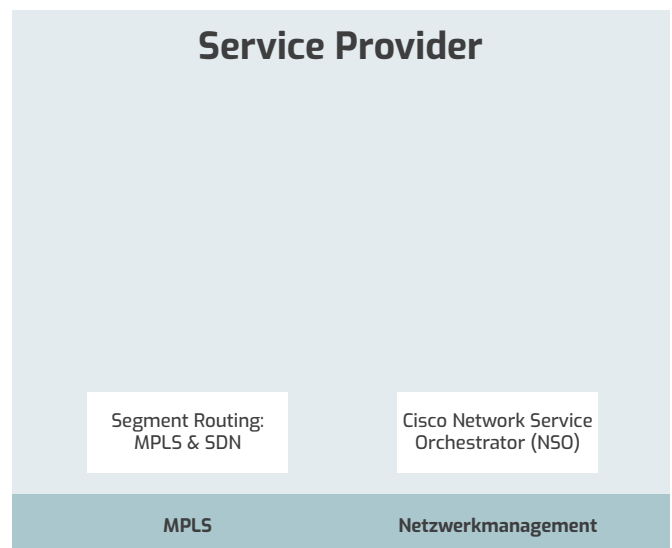 Service Provider
Segment Routing:
MPLS & SDN
Cisco Network Service
Orchestrator (NSO)
MPLS
Netzwerkmanagement